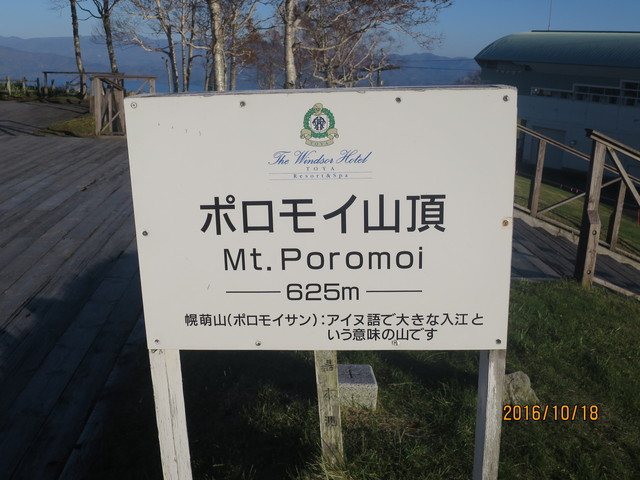 The Windsor Hotel
TOYA
Resort & Spa
ポロモイ山頂
Mt. Poromoi
625m
幌萌山(ポロモイサン):アイヌ語で大きな入江と
いう意味の山です
2016/10/18